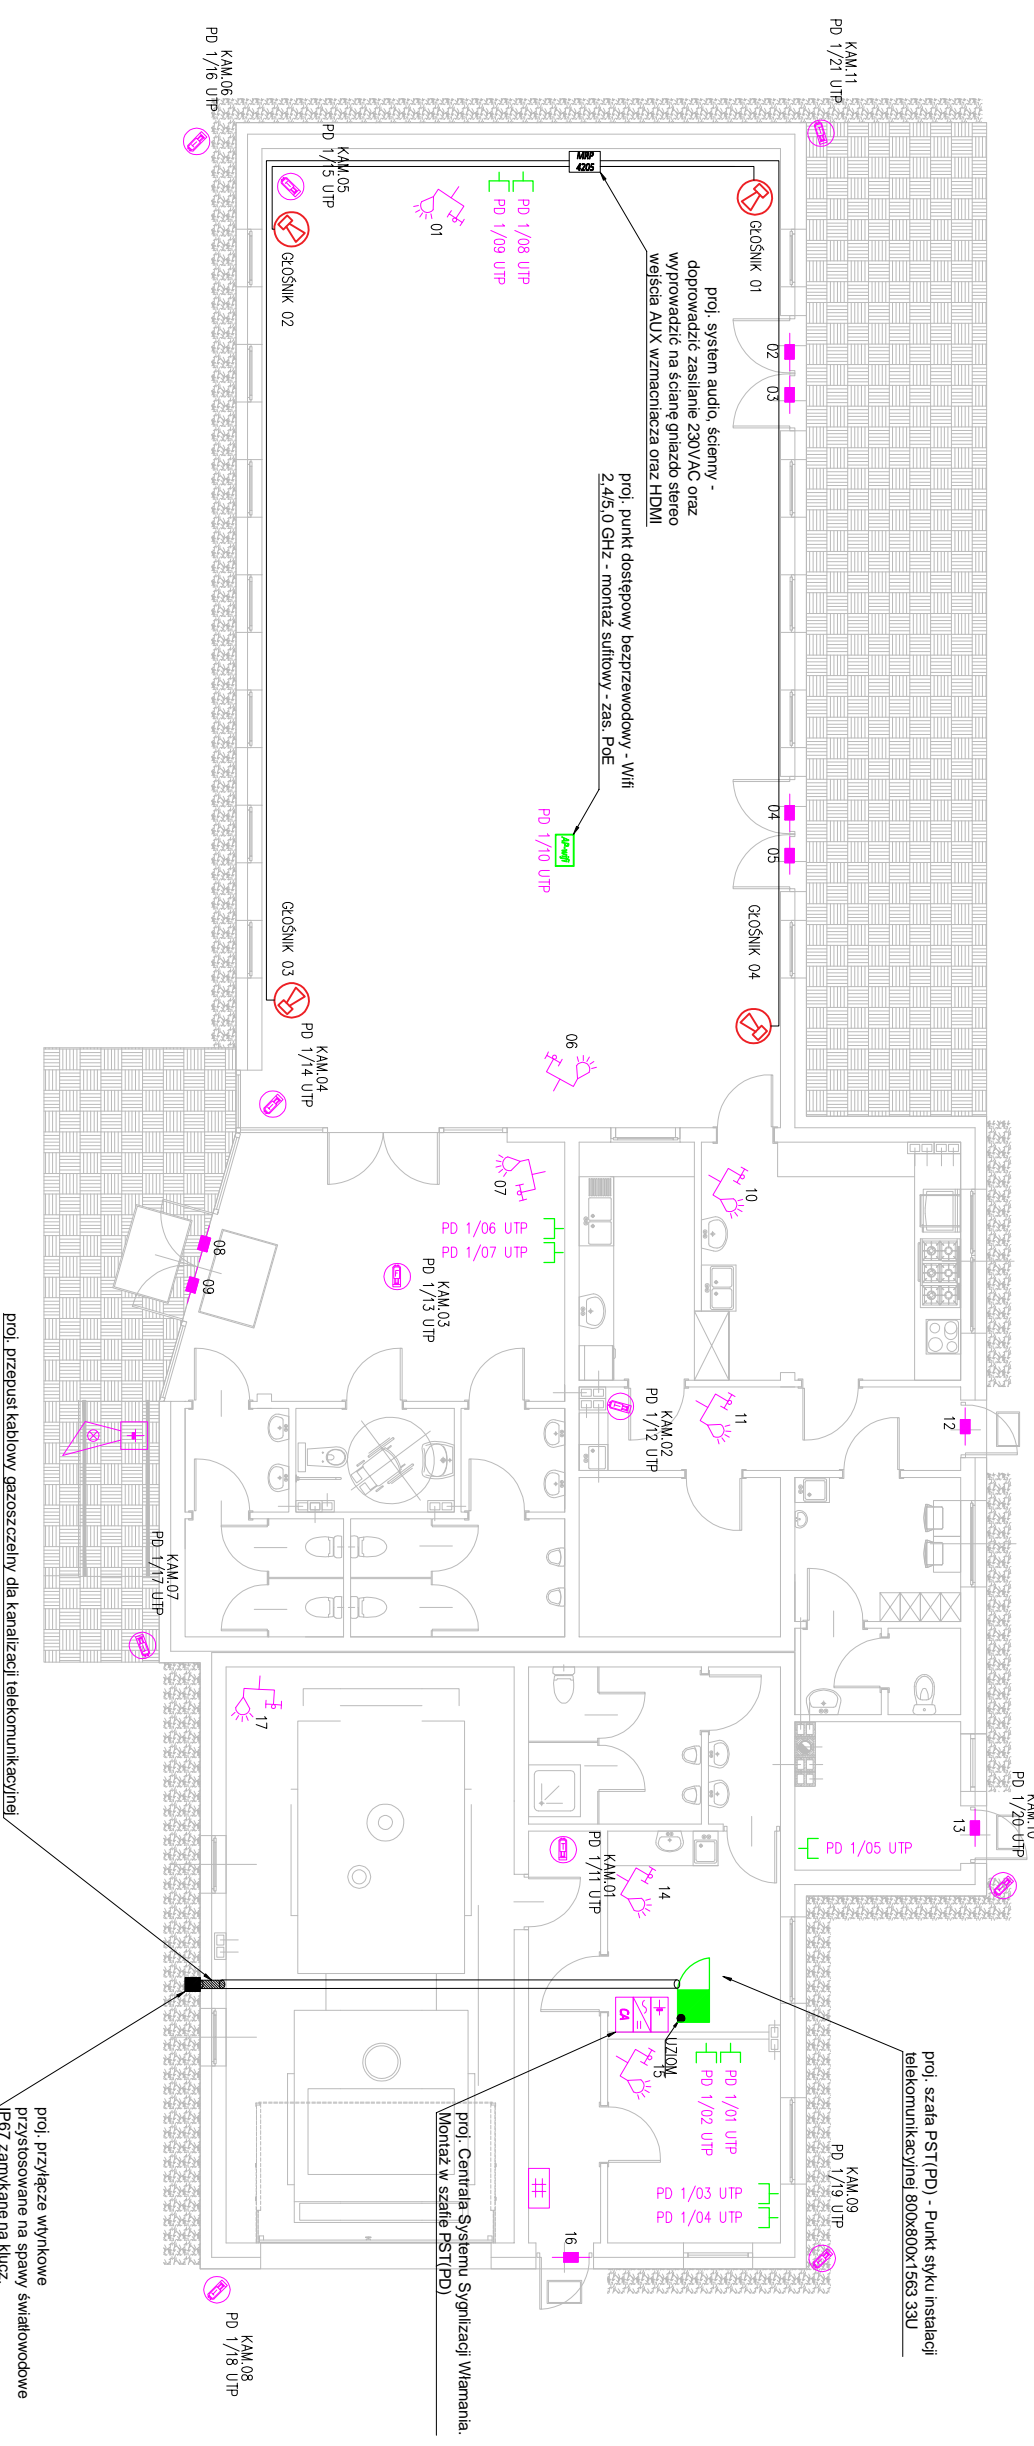 KAM.11
PD 1/21 UTP
KAM.06
PD 1/16 UTP
KAM.05
PD 1/15 UTP
MRP
4205
GŁOŚNIK 01
GŁOŚNIK 02
01
PD 1/08 UTP
PD 1/09 UTP
proj. system audio, ścienny -
doprowadzić zasilanie 230VAC oraz
wyprowadzić na ścianę gniazdo stereo
wejścia AUX wzmacniacza oraz HDMI
02
03
proj. punkt dostępowy bezprzewodowy - Wifi
2,4/5,0 GHz - montaż sufitowy - zas. PoE
AP-wifi
PD 1/10 UTP
04
05
GŁOŚNIK 04
GŁOŚNIK 03
KAM.04
PD 1/14 UTP
06
07
PD 1/06 UTP
PD 1/07 UTP
KAM.03
PD 1/13 UTP
08
09
10
11
KAM.02
PD 1/12 UTP
12
KAM.07
PD 1/17 UTP
proj. przepust kablowy gazoszczelny dla kanalizacji telekomunikacyjnej
17
KAM.10
PD 1/20 UTP
13
PD 1/05 UTP
KAM.01
PD 1/11 UTP
14
CA
UZIOM
15
PD 1/01 UTP
PD 1/02 UTP
proj. szafa PST(PD) - Punkt styku instalacji
telekomunikacyjnej 800x800x1563 33U
proj. Centrala Systemu Sygnlizacji Włamania.
Montaż w szafie PST(PD)
PD 1/03 UTP
PD 1/04 UTP
KAM.09
PD 1/19 UTP
16
KAM.08
PD 1/18 UTP
proj. przyłącze wtynkowe
przystosowane na spawy światłowodowe
IP67 zamykane na klucz.